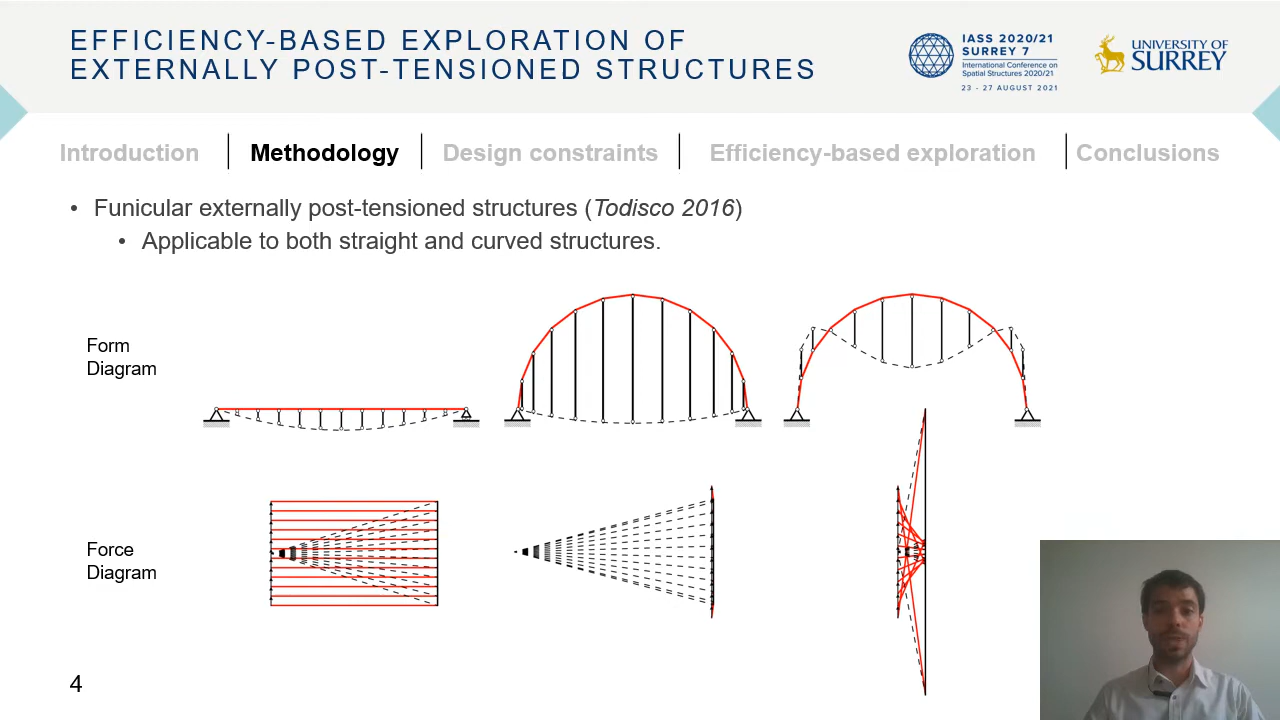 EFFICIENCY-BASED EXPLORATION OF
EXTERNALLY POST-TENSIONED STRUCTURES
IASS 2020/21
SURREY 7
International Conference on
Spatial Structures 2020/21
23 - 27 AUGUST 2021
UNIVERSITY OF
SURREY
Introduction
Methodology
Design constraints
Efficiency-based exploration
Conclusions
• Funicular externally post-tensioned structures (Todisco 2016)
• Applicable to both straight and curved structures.
Form
Diagram
Force
Diagram
4